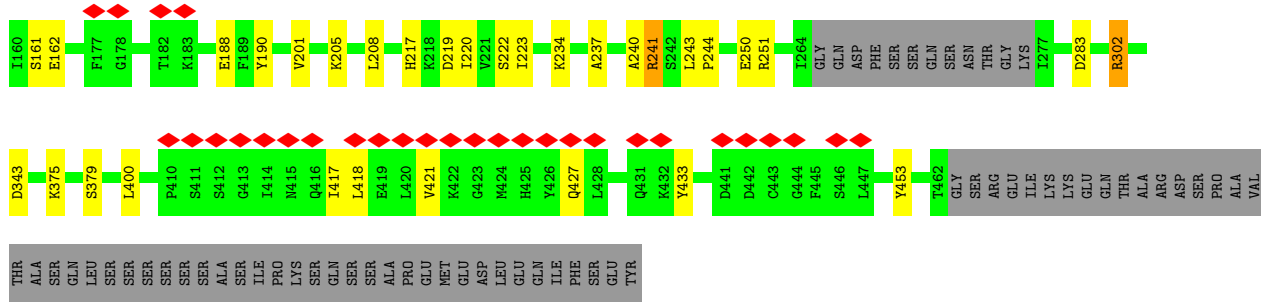 I160 S161 E162 F177 G178 T182 K183 E188 F189 Y190 V201 K205 L208 H217 K218 D219 I220 V221 S222 I223 K234 A237 A240 R241 S242 L243 P244 E250 R251 I264 GLY GLN ASP PHE SER SER GLN SER ASN THR GLY LYS I277 D283 R302
D343 K375 S379 L400 P410 S411 S412 G413 I414 N415 Q416 I417 L418 E419 L420 V421 K422 G423 M424 H425 Y426 Q427 L428 Q431 K432 Y433 D441 D442 C443 G444 F445 S446 L447 Y453 T462 GLY SER ARG GLU ILE LYS LYS GLU GLN THR ALA ARG ASP SER PRO ALA VAL
THR ALA SER GLN LEU SER SER SER SER SER ALA SER ILE PRO LYS SER GLN SER SER ALA PRO GLU MET GLU ASP LEU GLU GLN ILE PHE SER GLU TYR